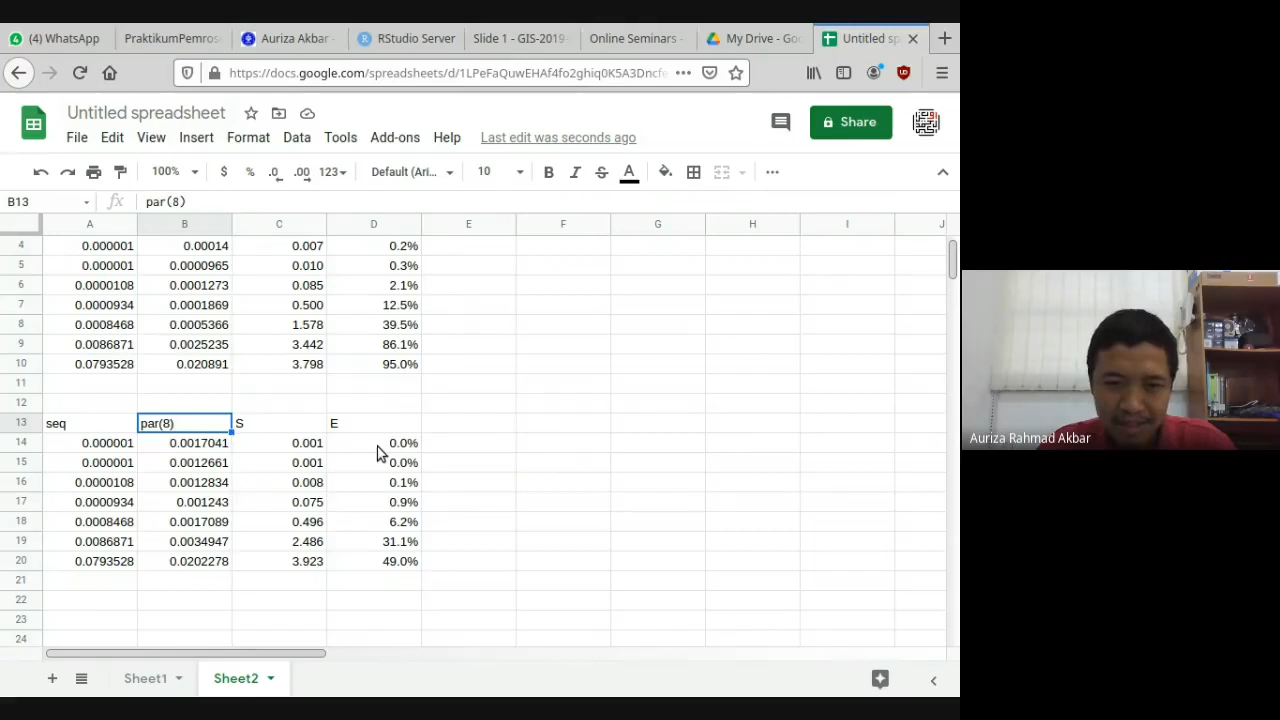 (4) WhatsApp PraktikumPemrose Auriza Akbar - RStudio Server Slide 1 - GIS-2019- Online Seminars - My Drive - Goo Untitled sp
https://docs.google.com/spreadsheets/d/1LPeFaQuwEHAf4fo2ghiq0K5A3Dncfe
Untitled spreadsheet
File Edit View Insert Format Data Tools Add-ons Help Last edit was seconds ago Share
100% $ % .0 .00 123 Default (Ari... 10 B I S A
B13 fx par(8)
A B C D E F G H I J
4 0.000001 0.00014 0.007 0.2%
5 0.000001 0.0000965 0.010 0.3%
6 0.0000108 0.0001273 0.085 2.1%
7 0.0000934 0.0001869 0.500 12.5%
8 0.0008468 0.0005366 1.578 39.5%
9 0.0086871 0.0025235 3.442 86.1%
10 0.0793528 0.020891 3.798 95.0%
11
12
13 seq par(8) S E
14 0.000001 0.0017041 0.001 0.0%
15 0.000001 0.0012661 0.001 0.0%
16 0.0000108 0.0012834 0.008 0.1%
17 0.0000934 0.001243 0.075 0.9%
18 0.0008468 0.0017089 0.496 6.2%
19 0.0086871 0.0034947 2.486 31.1%
20 0.0793528 0.0202278 3.923 49.0%
21
22
23
24
Sheet1 Sheet2
Auriza Rahmad Akbar